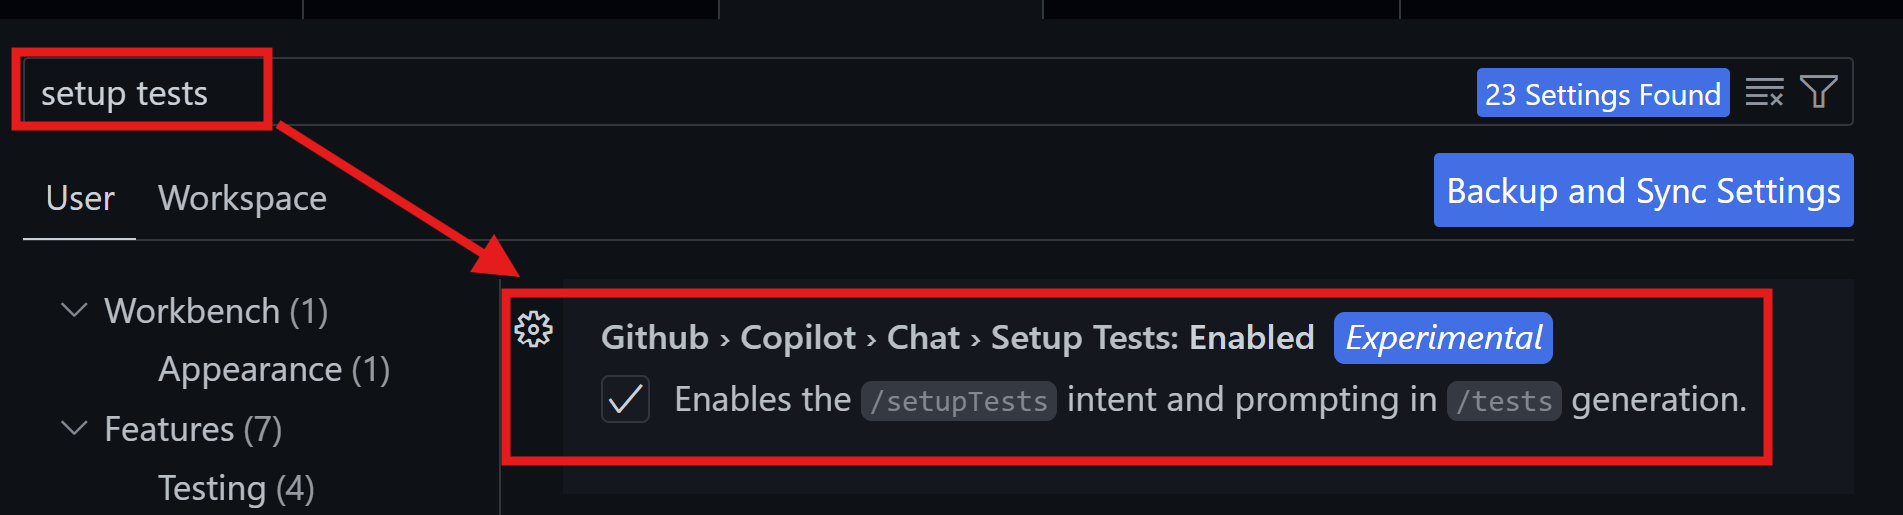 setup tests
23 Settings Found
User
Workspace
Backup and Sync Settings
Workbench (1)
Appearance (1)
Features (7)
Testing (4)
Github › Copilot › Chat › Setup Tests: Enabled Experimental
Enables the /setupTests intent and prompting in /tests generation.